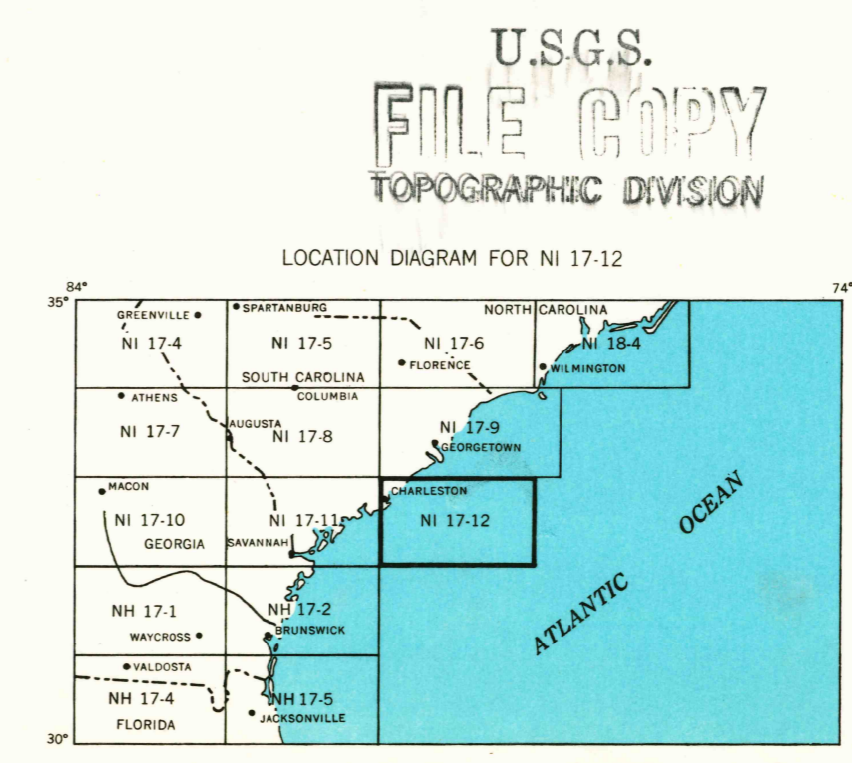 U.S.G.S.
FILE COPY
TOPOGRAPHIC DIVISION
LOCATION DIAGRAM FOR NI 17-12
84°
74°
35°
GREENVILLE
SPARTANBURG
NORTH CAROLINA
NI 17-4
NI 17-5
NI 17-6
NI 18-4
FLORENCE
WILMINGTON
SOUTH CAROLINA
COLUMBIA
ATHENS
NI 17-7
AUGUSTA
NI 17-8
NI 17-9
GEORGETOWN
MACON
CHARLESTON
NI 17-10
NI 17-11
NI 17-12
GEORGIA
SAVANNAH
ATLANTIC OCEAN
NH 17-1
NH 17-2
WAYCROSS
BRUNSWICK
VALDOSTA
NH 17-4
NH 17-5
FLORIDA
JACKSONVILLE
30°